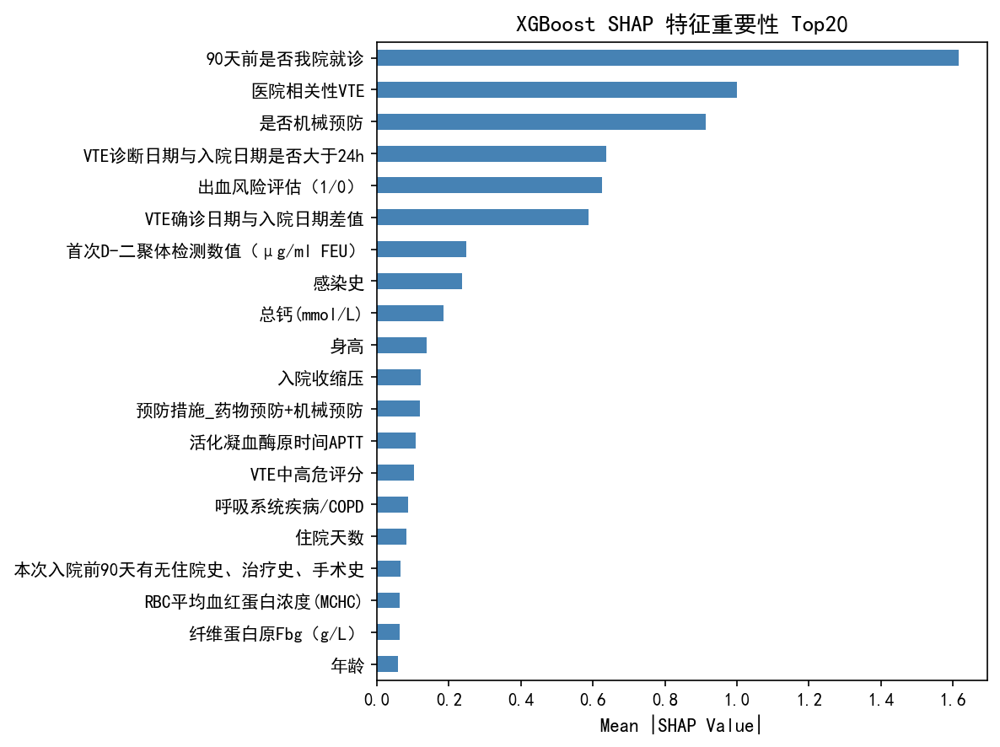 XGBoost SHAP 特征重要性 Top20
90天前是否我院就诊
医院相关性VTE
是否机械预防
VTE诊断日期与入院日期是否大于24h
出血风险评估（1/0）
VTE确诊日期与入院日期差值
首次D-二聚体检测数值（μg/ml FEU）
感染史
总钙(mmol/L)
身高
入院收缩压
预防措施_药物预防+机械预防
活化凝血酶原时间APTT
VTE中高危评分
呼吸系统疾病/COPD
住院天数
本次入院前90天有无住院史、治疗史、手术史
RBC平均血红蛋白浓度(MCHC)
纤维蛋白原Fbg（g/L）
年龄
0.0 0.2 0.4 0.6 0.8 1.0 1.2 1.4 1.6
Mean |SHAP Value|